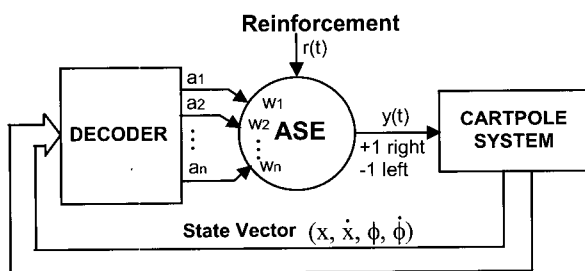 Reinforcement
r(t)
a1
a2
⋮
an
DECODER
w1
w2
⋮
wn
ASE
y(t)
+1 right
-1 left
CARTPOLE
SYSTEM
State Vector (x, ẋ, ϕ, ϕ̇)